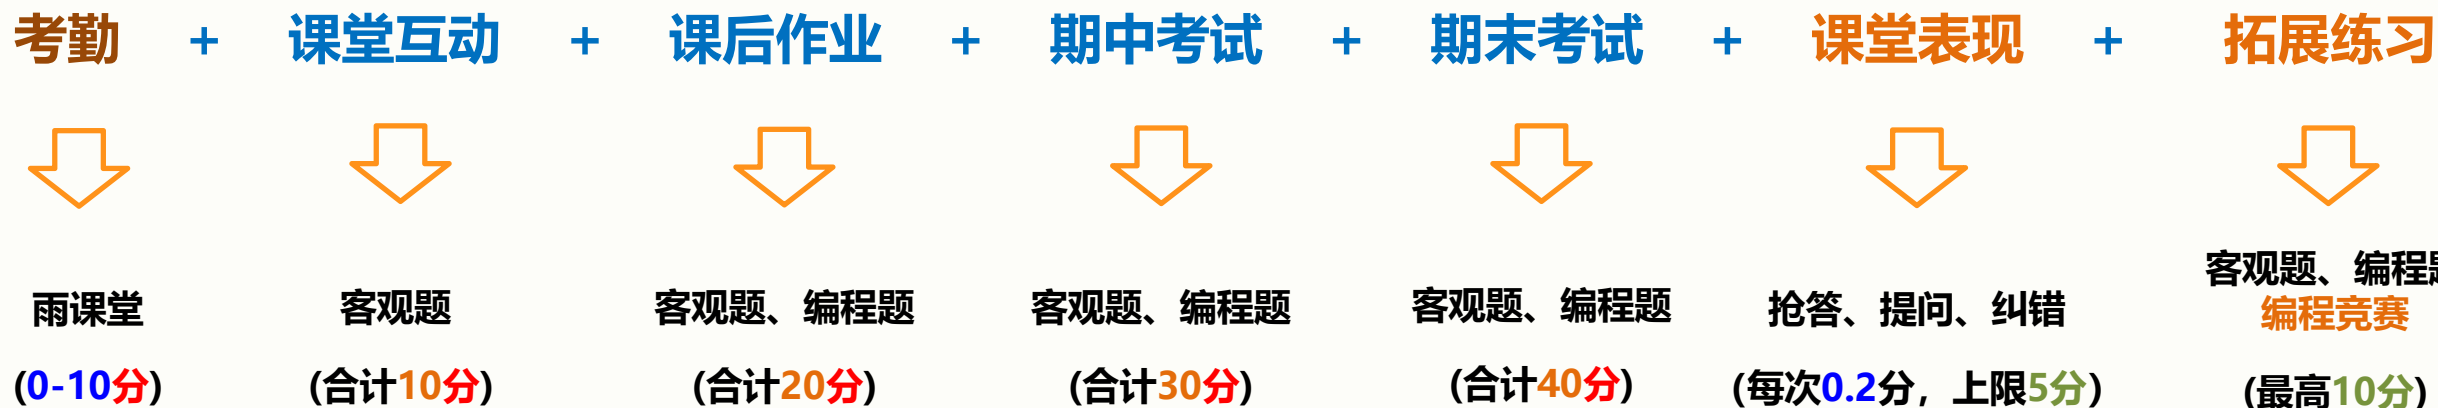 考勤 + 课堂互动 + 课后作业 + 期中考试 + 期末考试 + 课堂表现 + 拓展练习
雨课堂 客观题 客观题、编程题 客观题、编程题 客观题、编程题 抢答、提问、纠错 客观题、编程题
编程竞赛
(0-10分) (合计10分) (合计20分) (合计30分) (合计40分) (每次0.2分，上限5分) (最高10分)